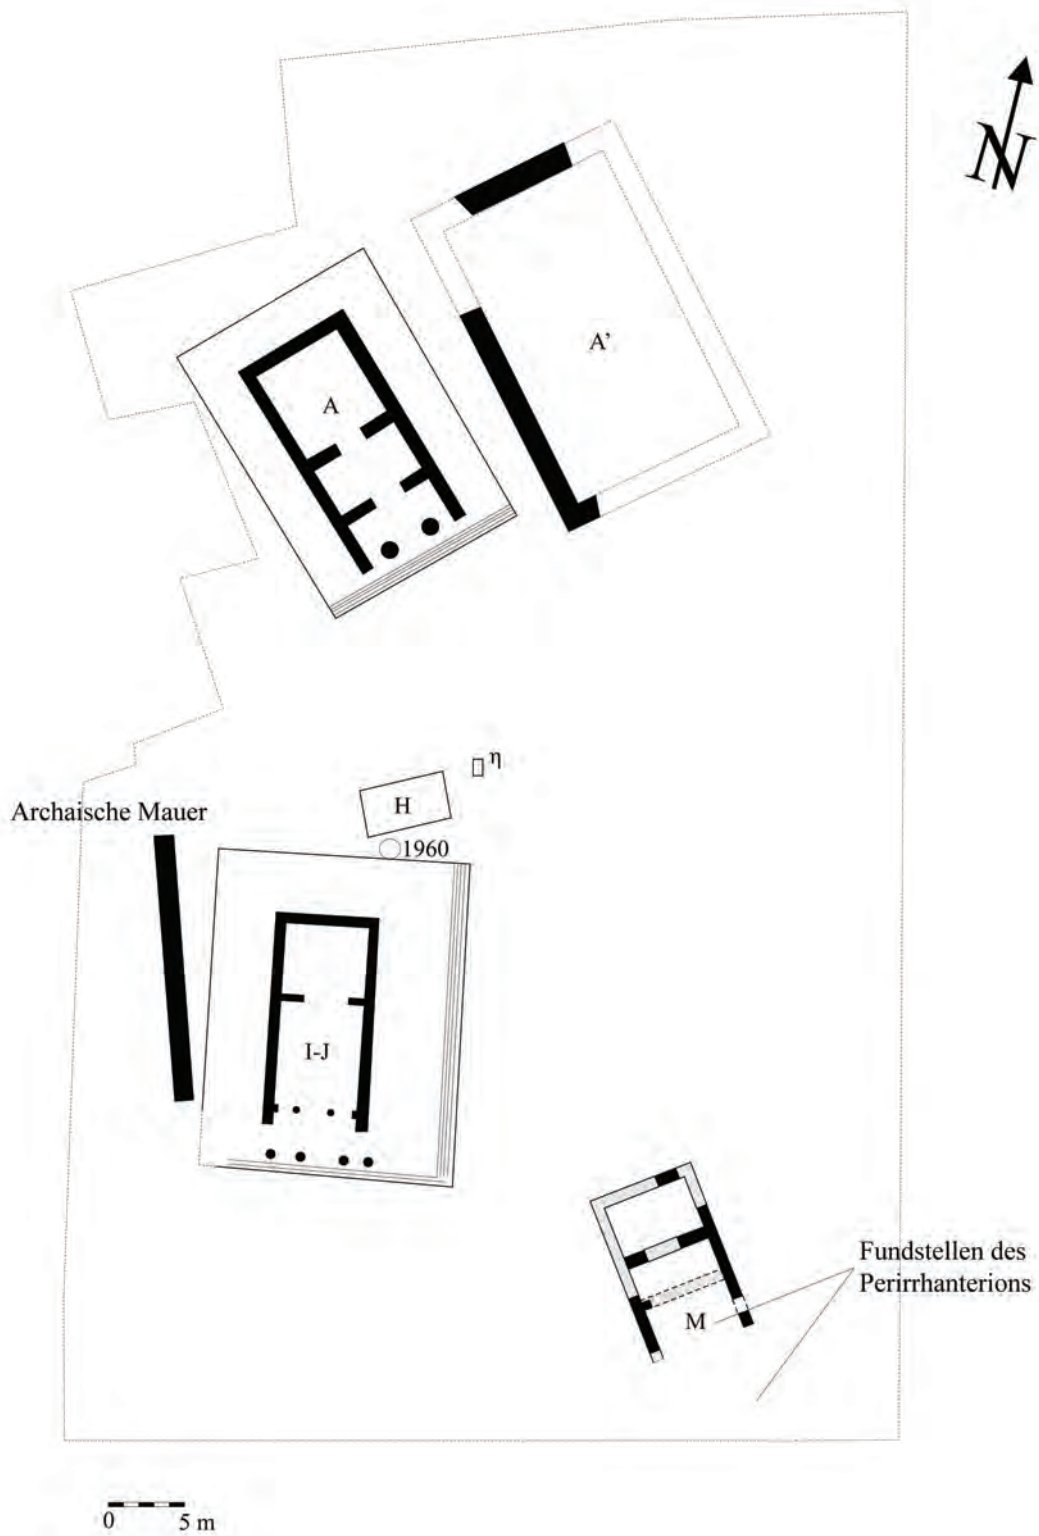 N
A'
A
η
H
Archaische Mauer
1960
I-J
Fundstellen des
Perirrhanterions
M
0 5 m